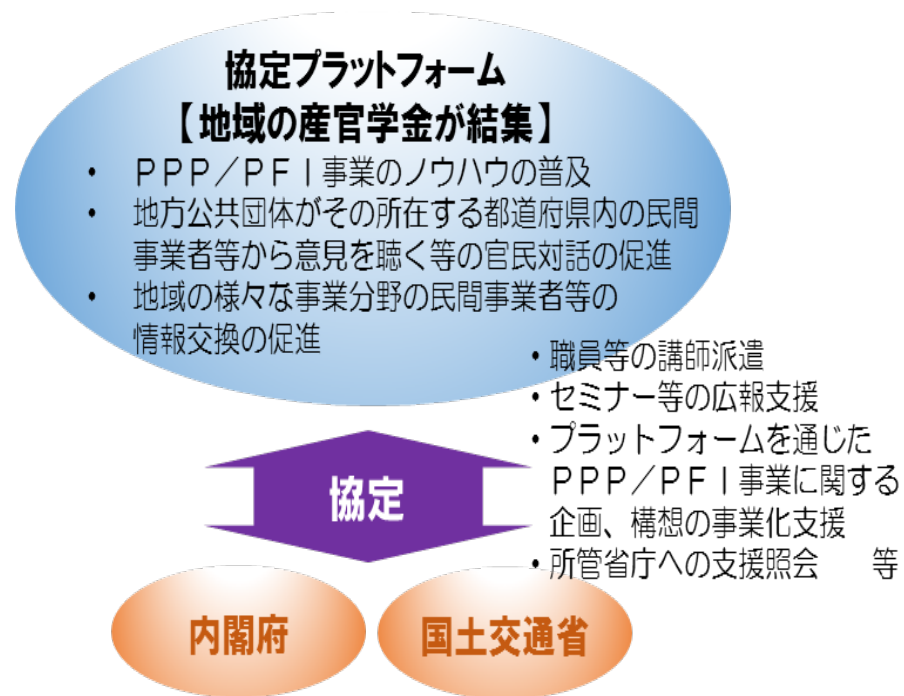 協定プラットフォーム
【地域の産官学金が結集】
・ ＰＰＰ／ＰＦＩ事業のノウハウの普及
・ 地方公共団体がその所在する都道府県内の民間
事業者等から意見を聴く等の官民対話の促進
・ 地域の様々な事業分野の民間事業者等の
情報交換の促進
・職員等の講師派遣
・セミナー等の広報支援
・プラットフォームを通じた
ＰＰＰ／ＰＦＩ事業に関する
企画、構想の事業化支援
・所管省庁への支援照会　等
協定
内閣府
国土交通省